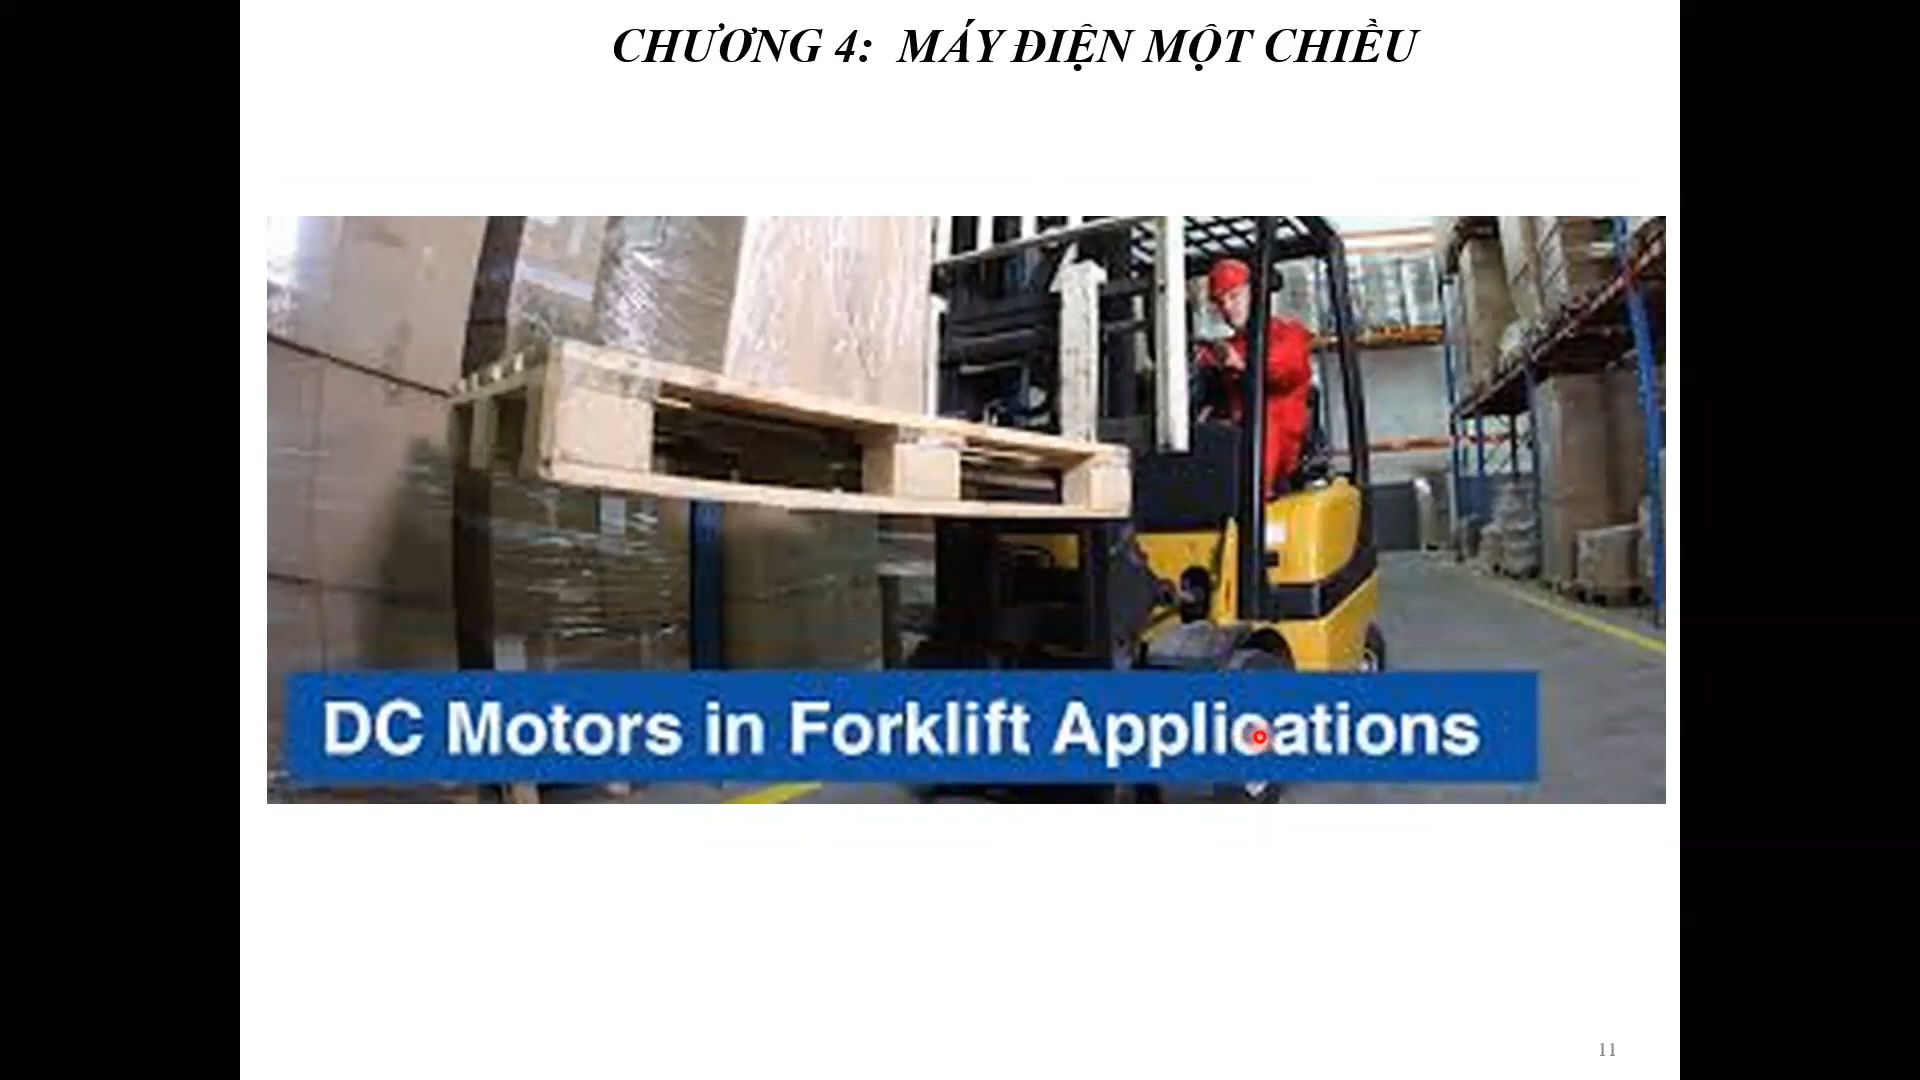 CHƯƠNG 4: MÁY ĐIỆN MỘT CHIỀU
DC Motors in Forklift Applications
11